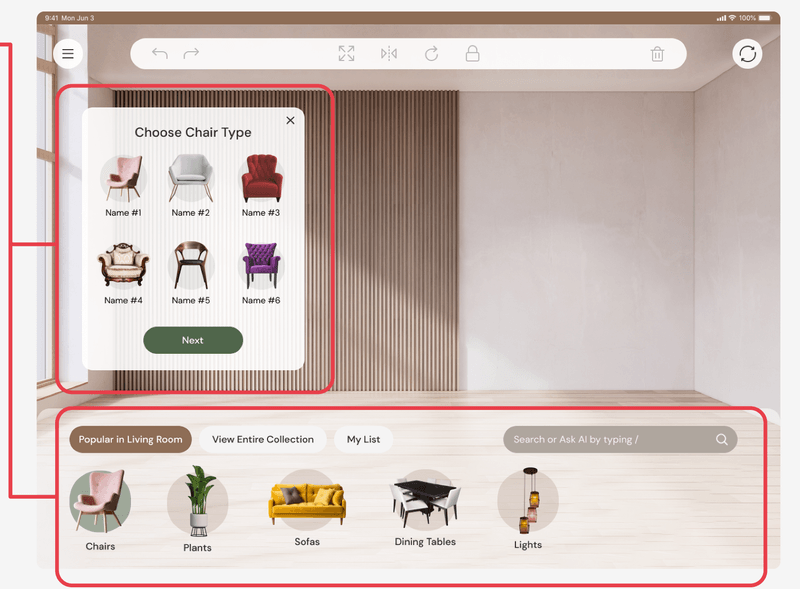 9:41 Mon Jun 3
100%
Choose Chair Type
Name #1
Name #2
Name #3
Name #4
Name #5
Name #6
Next
Popular in Living Room
View Entire Collection
My List
Search or Ask AI by typing /
Chairs
Plants
Sofas
Dining Tables
Lights